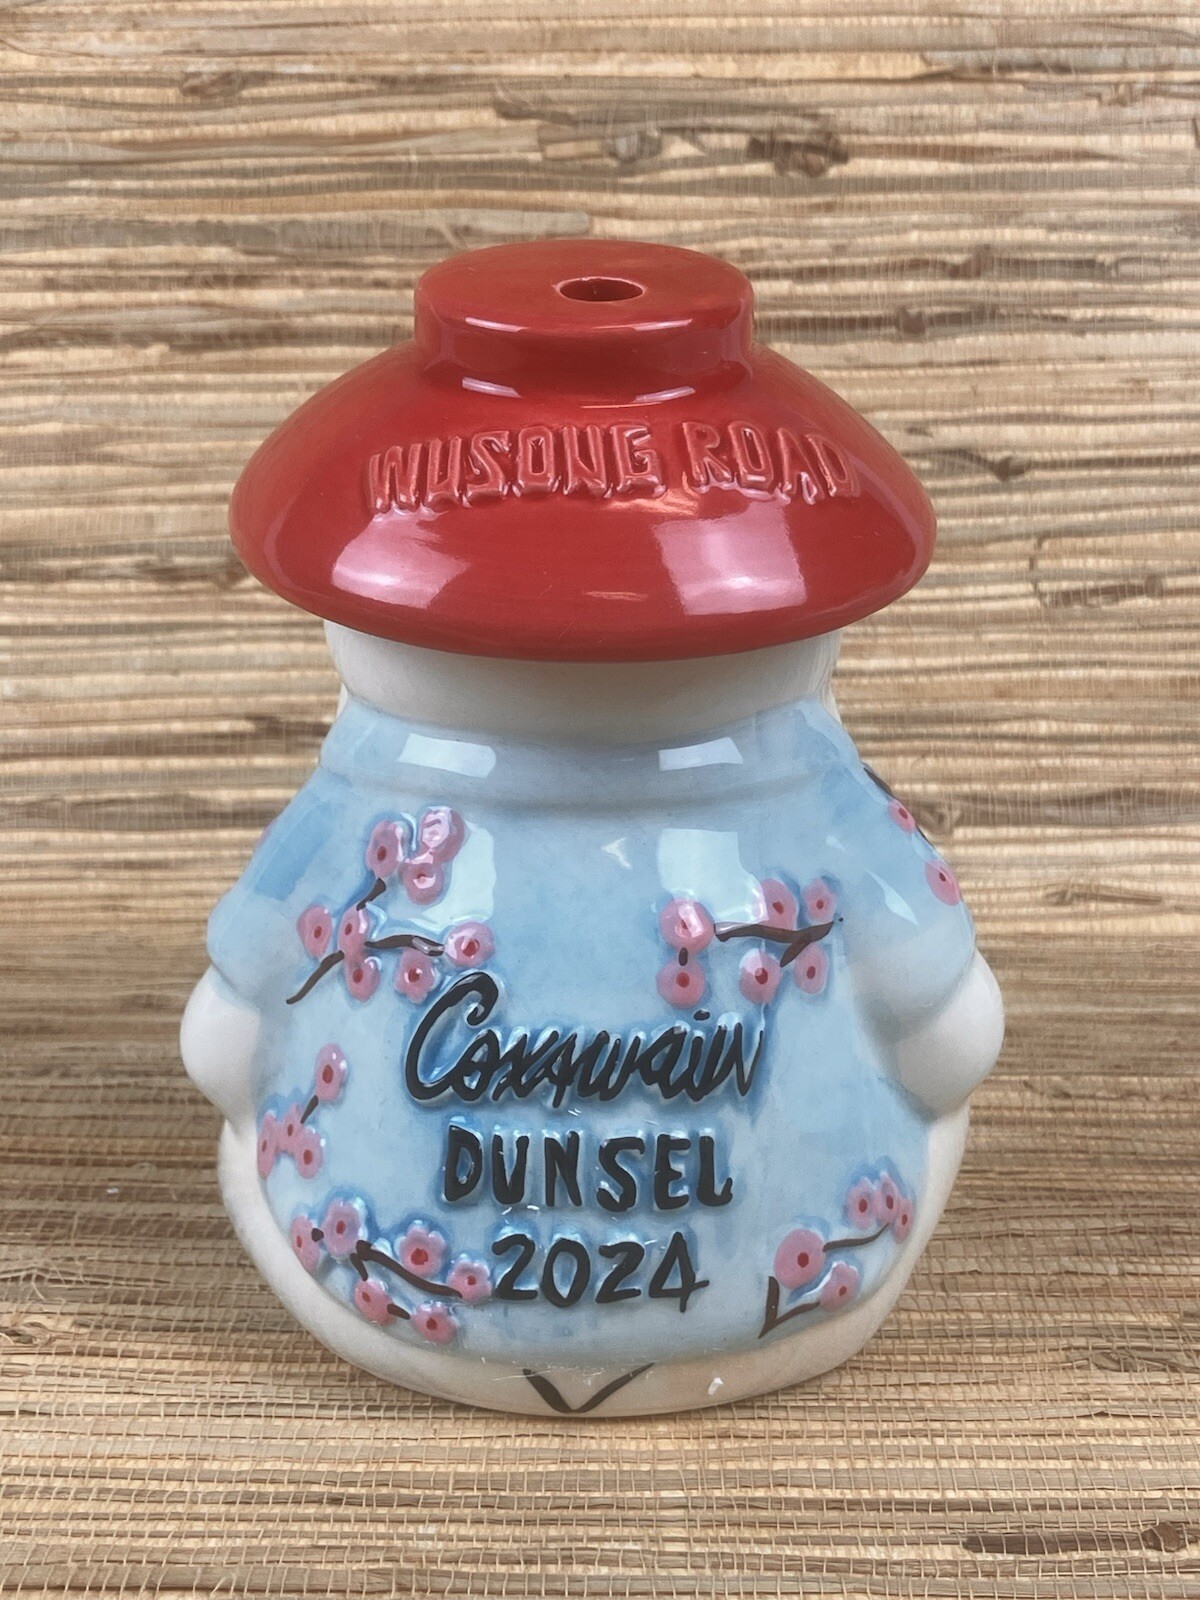 WUSONG ROAD
Coxswain
DUNSEL
2024